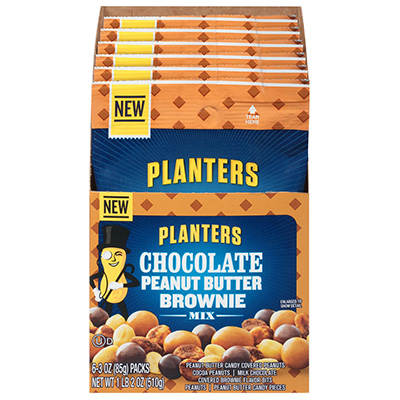 NEW
TEAR
HERE
PLANTERS
NEW
PLANTERS
CHOCOLATE
PEANUT BUTTER
BROWNIE
MIX
ENLARGED TO
SHOW DETAIL
U D
6-3 OZ (85g) PACKS
NET WT 1 LB 2 OZ (510g)
PEANUT BUTTER CANDY COVERED PEANUTS
COCOA PEANUTS | MILK CHOCOLATE
COVERED BROWNIE FLAVOR BITS
PEANUTS | PEANUT BUTTER CANDY PIECES